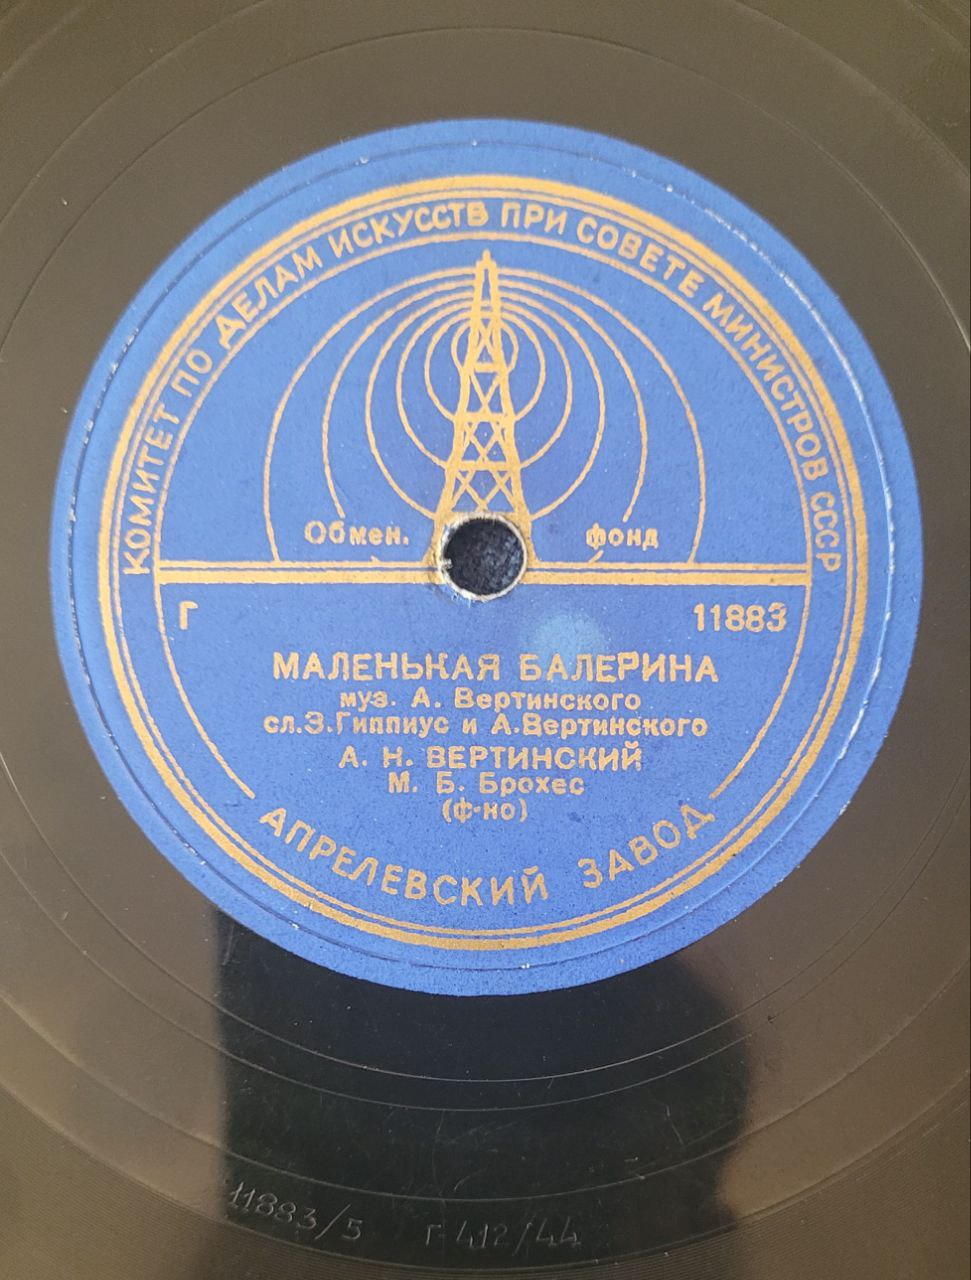 КОМИТЕТ ПО ДЕЛАМ ИСКУССТВ ПРИ СОВЕТЕ МИНИСТРОВ СССР
Обмен. фонд
Г 11883
МАЛЕНЬКАЯ БАЛЕРИНА
муз. А. Вертинского
сл.З.Гиппиус и А.Вертинского
А. Н. ВЕРТИНСКИЙ
М. Б. Брохес
(ф-но)
АПРЕЛЕВСКИЙ ЗАВОД
11883/5 Г 412/44